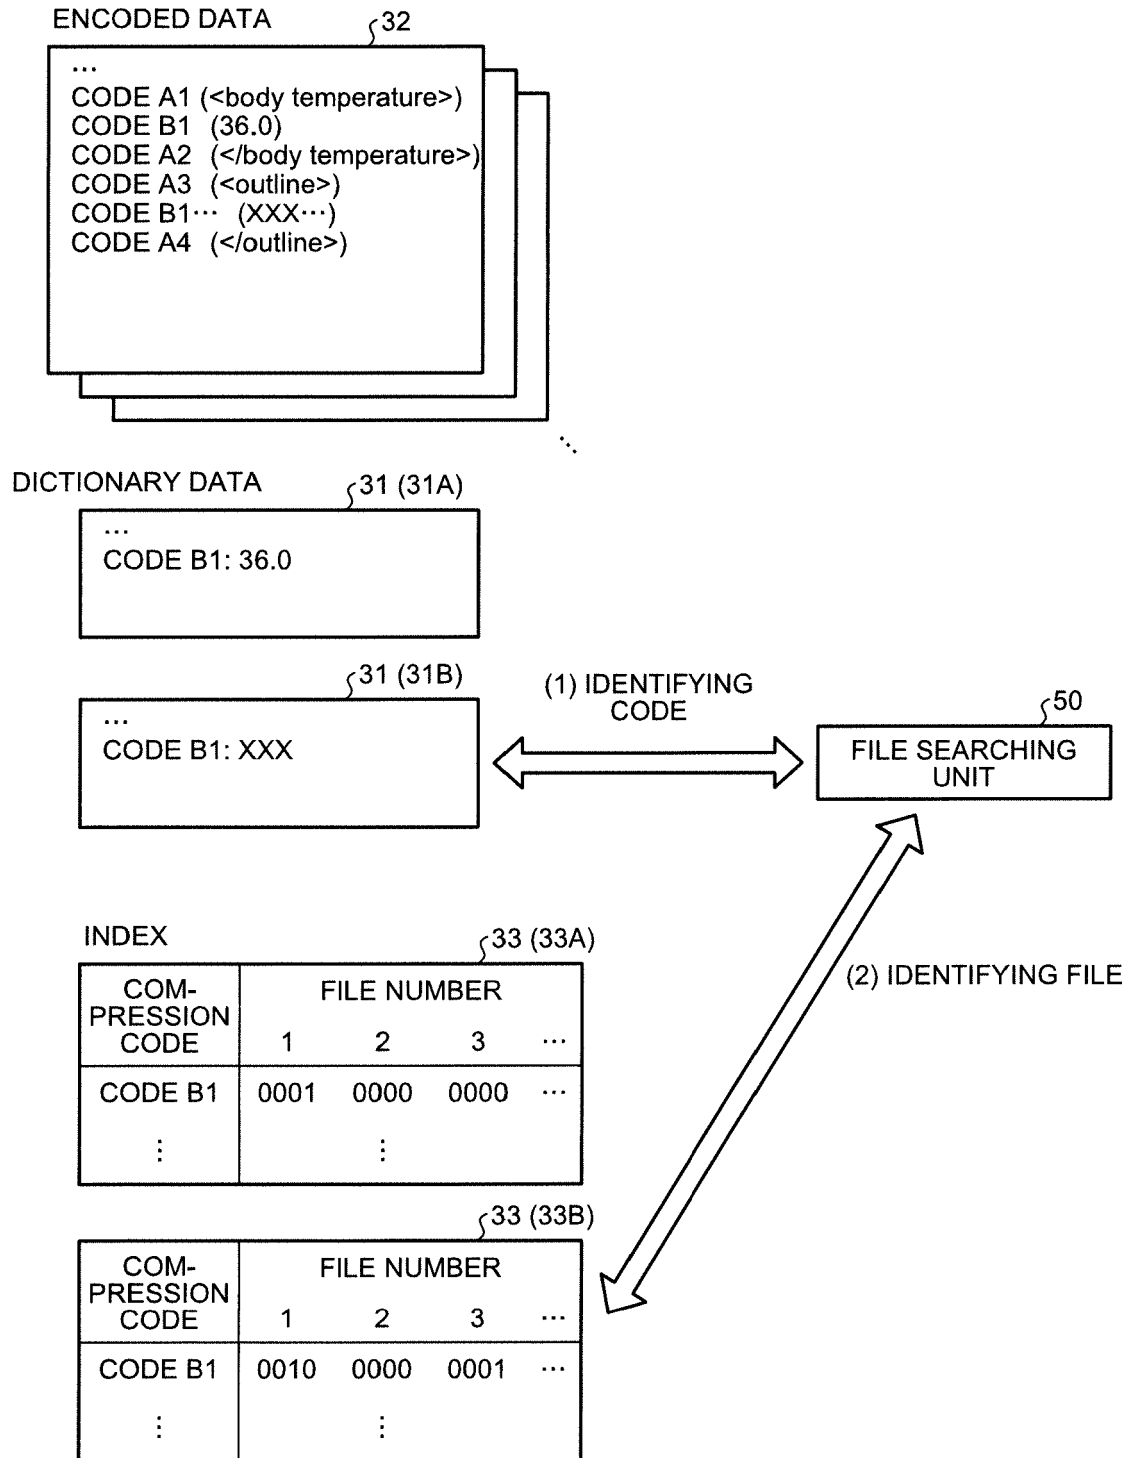 ENCODED DATA
32
...
CODE A1 (<body temperature>)
CODE B1 (36.0)
CODE A2 (</body temperature>)
CODE A3 (<outline>)
CODE B1··· (XXX···)
CODE A4 (</outline>)
...
DICTIONARY DATA
31 (31A)
...
CODE B1: 36.0
31 (31B)
...
CODE B1: XXX
(1) IDENTIFYING
CODE
50
FILE SEARCHING
UNIT
INDEX
33 (33A)
COM-
PRESSION
CODE
FILE NUMBER
1 2 3 ···
CODE B1 0001 0000 0000 ···
⋮ ⋮
(2) IDENTIFYING FILE
33 (33B)
COM-
PRESSION
CODE
FILE NUMBER
1 2 3 ···
CODE B1 0010 0000 0001 ···
⋮ ⋮